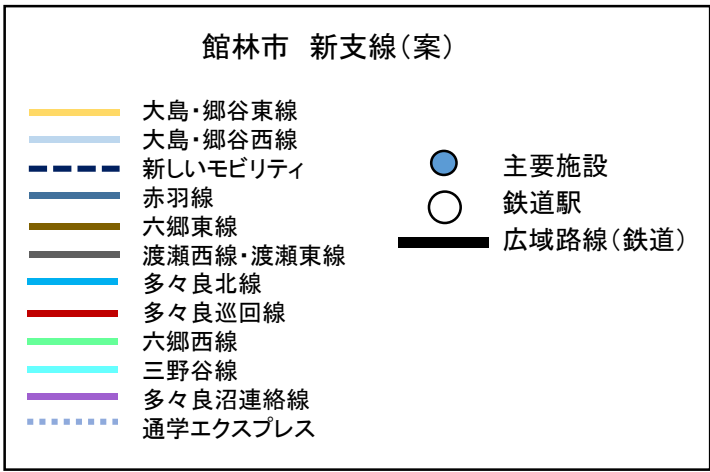 館林市 新支線(案)
大島・郷谷東線
大島・郷谷西線
新しいモビリティ
赤羽線
六郷東線
渡瀬西線・渡瀬東線
多々良北線
多々良巡回線
六郷西線
三野谷線
多々良沼連絡線
通学エクスプレス
主要施設
鉄道駅
広域路線(鉄道)